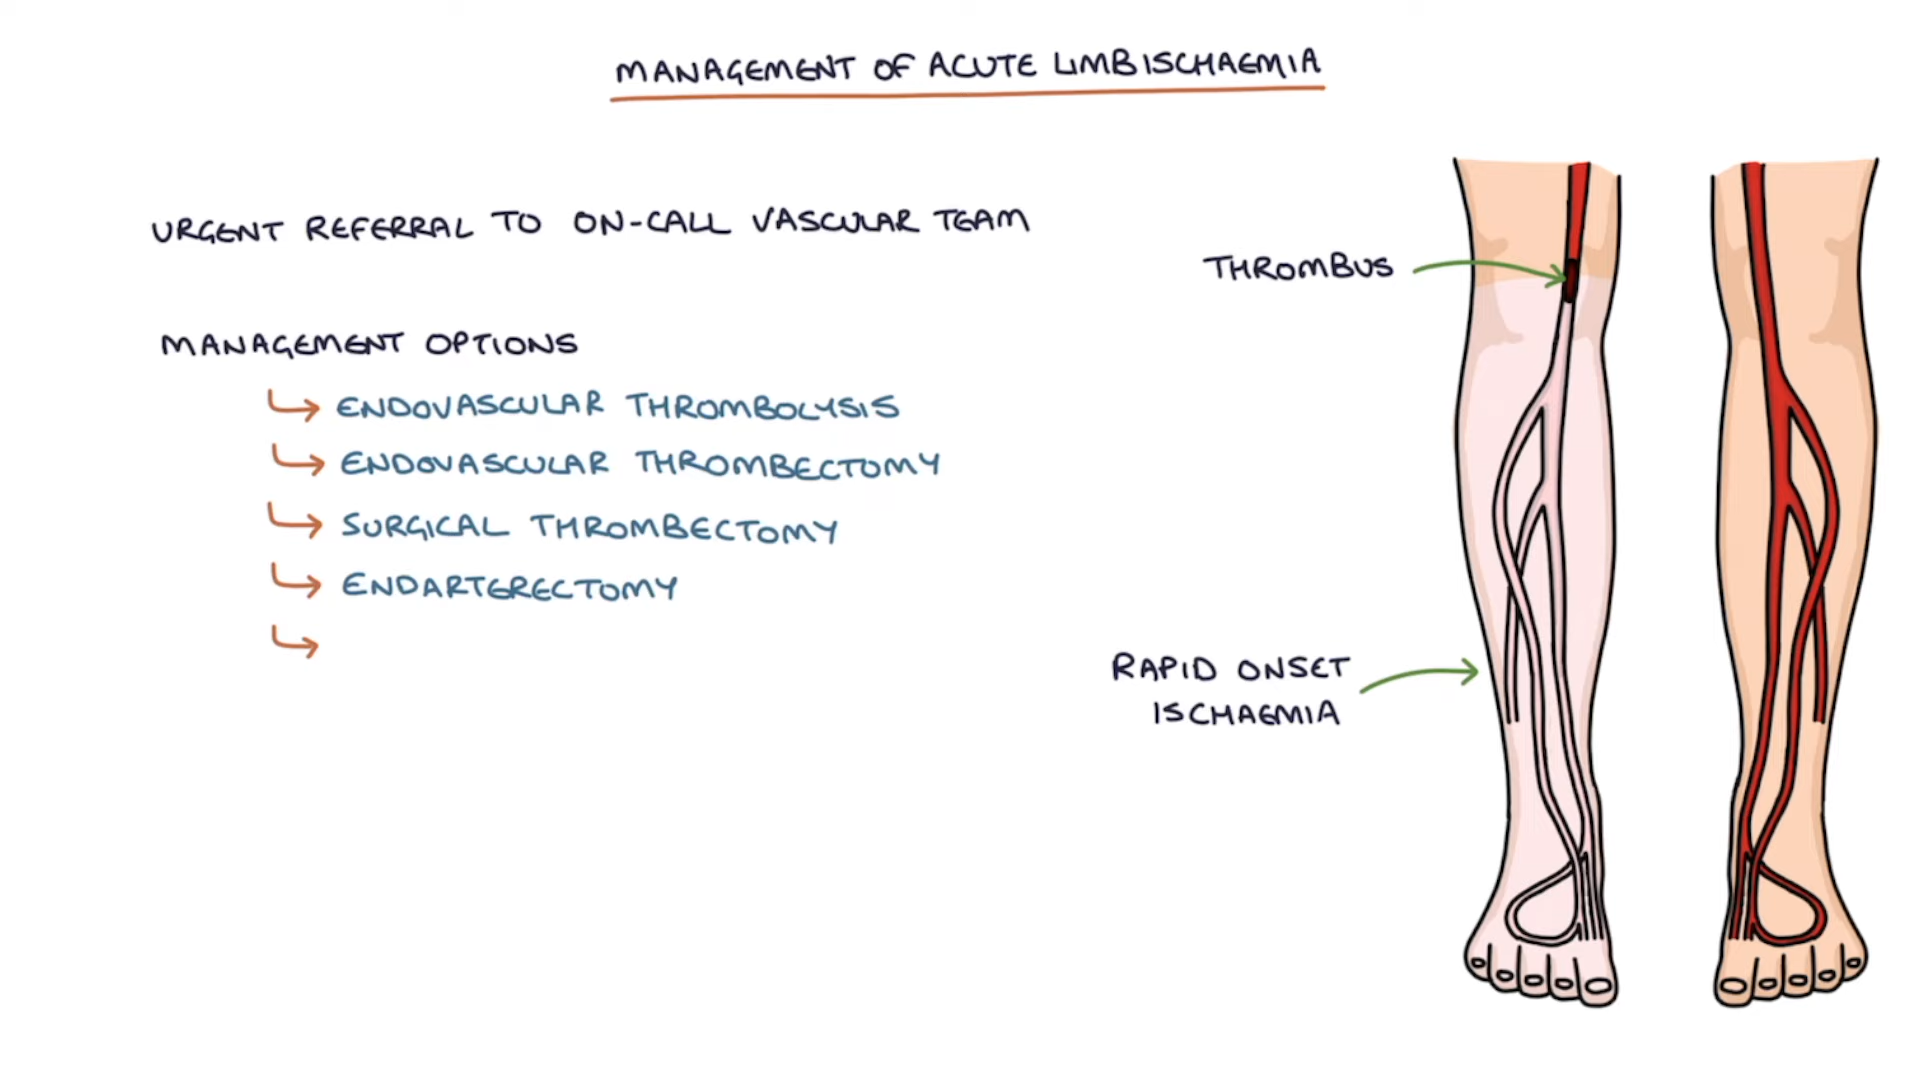 MANAGEMENT OF ACUTE LIMB ISCHAEMIA
URGENT REFERRAL TO ON-CALL VASCULAR TEAM
THROMBUS
MANAGEMENT OPTIONS
ENDOVASCULAR THROMBOLYSIS
ENDOVASCULAR THROMBECTOMY
SURGICAL THROMBECTOMY
ENDARTERECTOMY
RAPID ONSET
ISCHAEMIA